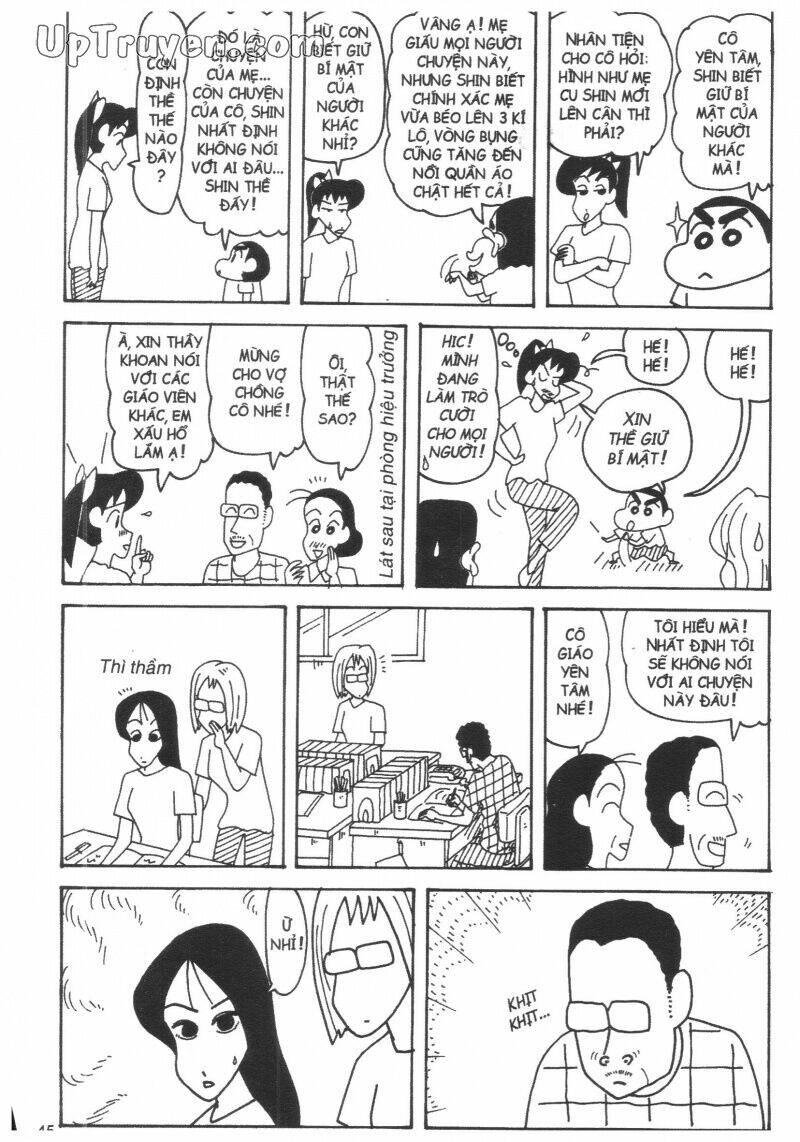 UpTruyen.com
CÔ
YÊN TÂM,
SHIN BIẾT
GIỮ BÍ
MẬT CỦA
NGƯỜI
KHÁC
MÀ!
NHÂN TIỆN
CHO CÔ HỎI:
HÌNH NHƯ MẸ
CU SHIN MỚI
LÊN CÂN THÌ
PHẢI?
VÂNG Ạ! MẸ
GIẤU MỌI NGƯỜI
CHUYỆN NÀY,
NHƯNG SHIN BIẾT
CHÍNH XÁC MẸ
VỪA BÉO LÊN 3 KÍ
LÔ, VÒNG BỤNG
CŨNG TĂNG ĐẾN
NỖI QUẦN ÁO
CHẬT HẾT CẢ!
HỪ, CON
BIẾT GIỮ
BÍ MẬT
CỦA
NGƯỜI
KHÁC
NHỈ?
ĐÓ LÀ
CHUYỆN
CỦA MẸ...
CÒN CHUYỆN
CỦA CÔ, SHIN
NHẤT ĐỊNH
KHÔNG NÓI
VỚI AI ĐÂU...
SHIN THỀ
ĐẤY!
CON
ĐỊNH
THỀ
THẾ
NÀO
ĐÂY
?
HẾ!
HẾ!
HẾ!
HẾ!
XIN
THỀ GIỮ
BÍ MẬT!
HIC!
MÌNH
ĐANG
LÀM TRÒ
CƯỜI
CHO MỌI
NGƯỜI!
Lát sau tại phòng hiệu trưởng
ÔI,
THẬT
THẾ
SAO?
MỪNG
CHO VỢ
CHỒNG
CÔ NHÉ!
À, XIN THẦY
KHOAN NÓI
VỚI CÁC
GIÁO VIÊN
KHÁC, EM
XẤU HỔ
LẮM Ạ!
TÔI HIỂU MÀ!
NHẤT ĐỊNH TÔI
SẼ KHÔNG NÓI
VỚI AI CHUYỆN
NÀY ĐÂU!
CÔ
GIÁO
YÊN
TÂM
NHÉ!
Thì thầm
KHỊT
KHỊT...
Ừ
NHỈ!
45